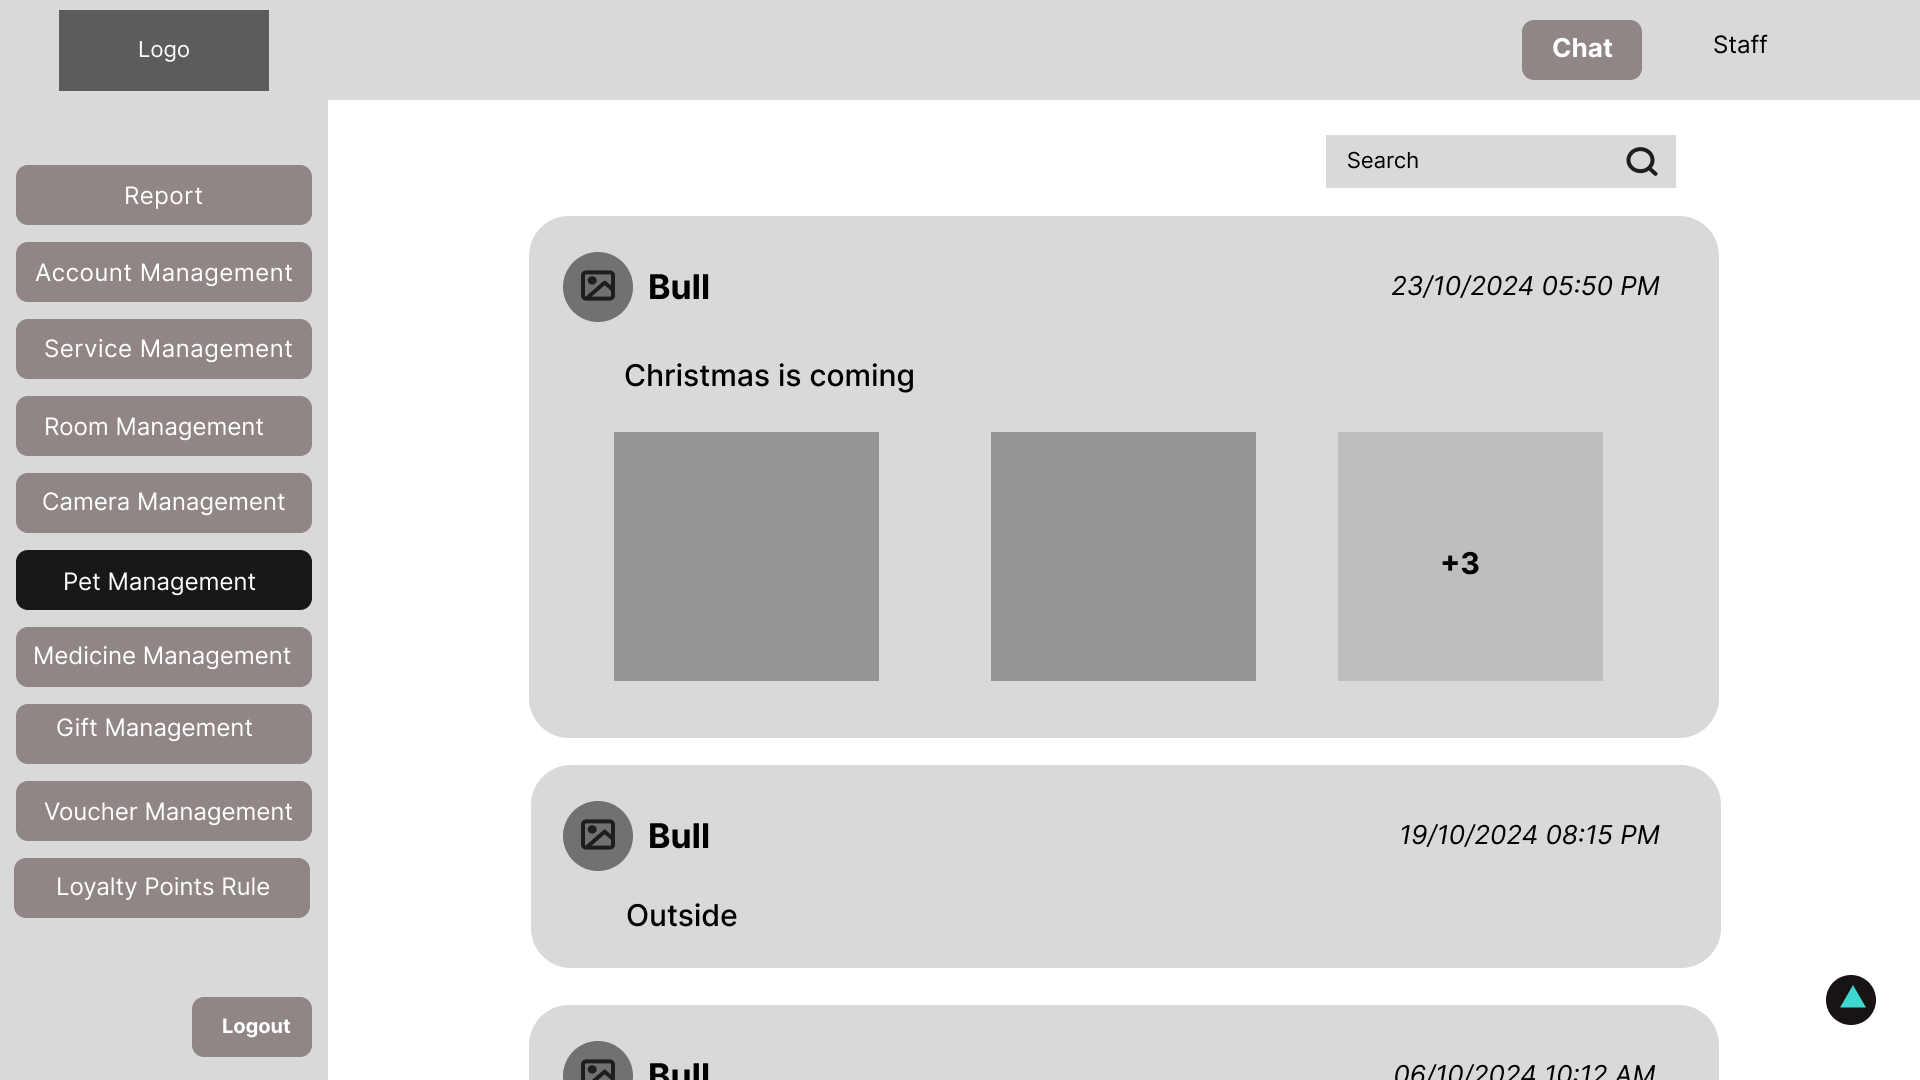 Logo
Chat
Staff
Search
Report
Account Management
Service Management
Room Management
Camera Management
Pet Management
Medicine Management
Gift Management
Voucher Management
Loyalty Points Rule
Logout
Bull
23/10/2024 05:50 PM
Christmas is coming
+3
Bull
19/10/2024 08:15 PM
Outside
Bull
06/10/2024 10:12 AM